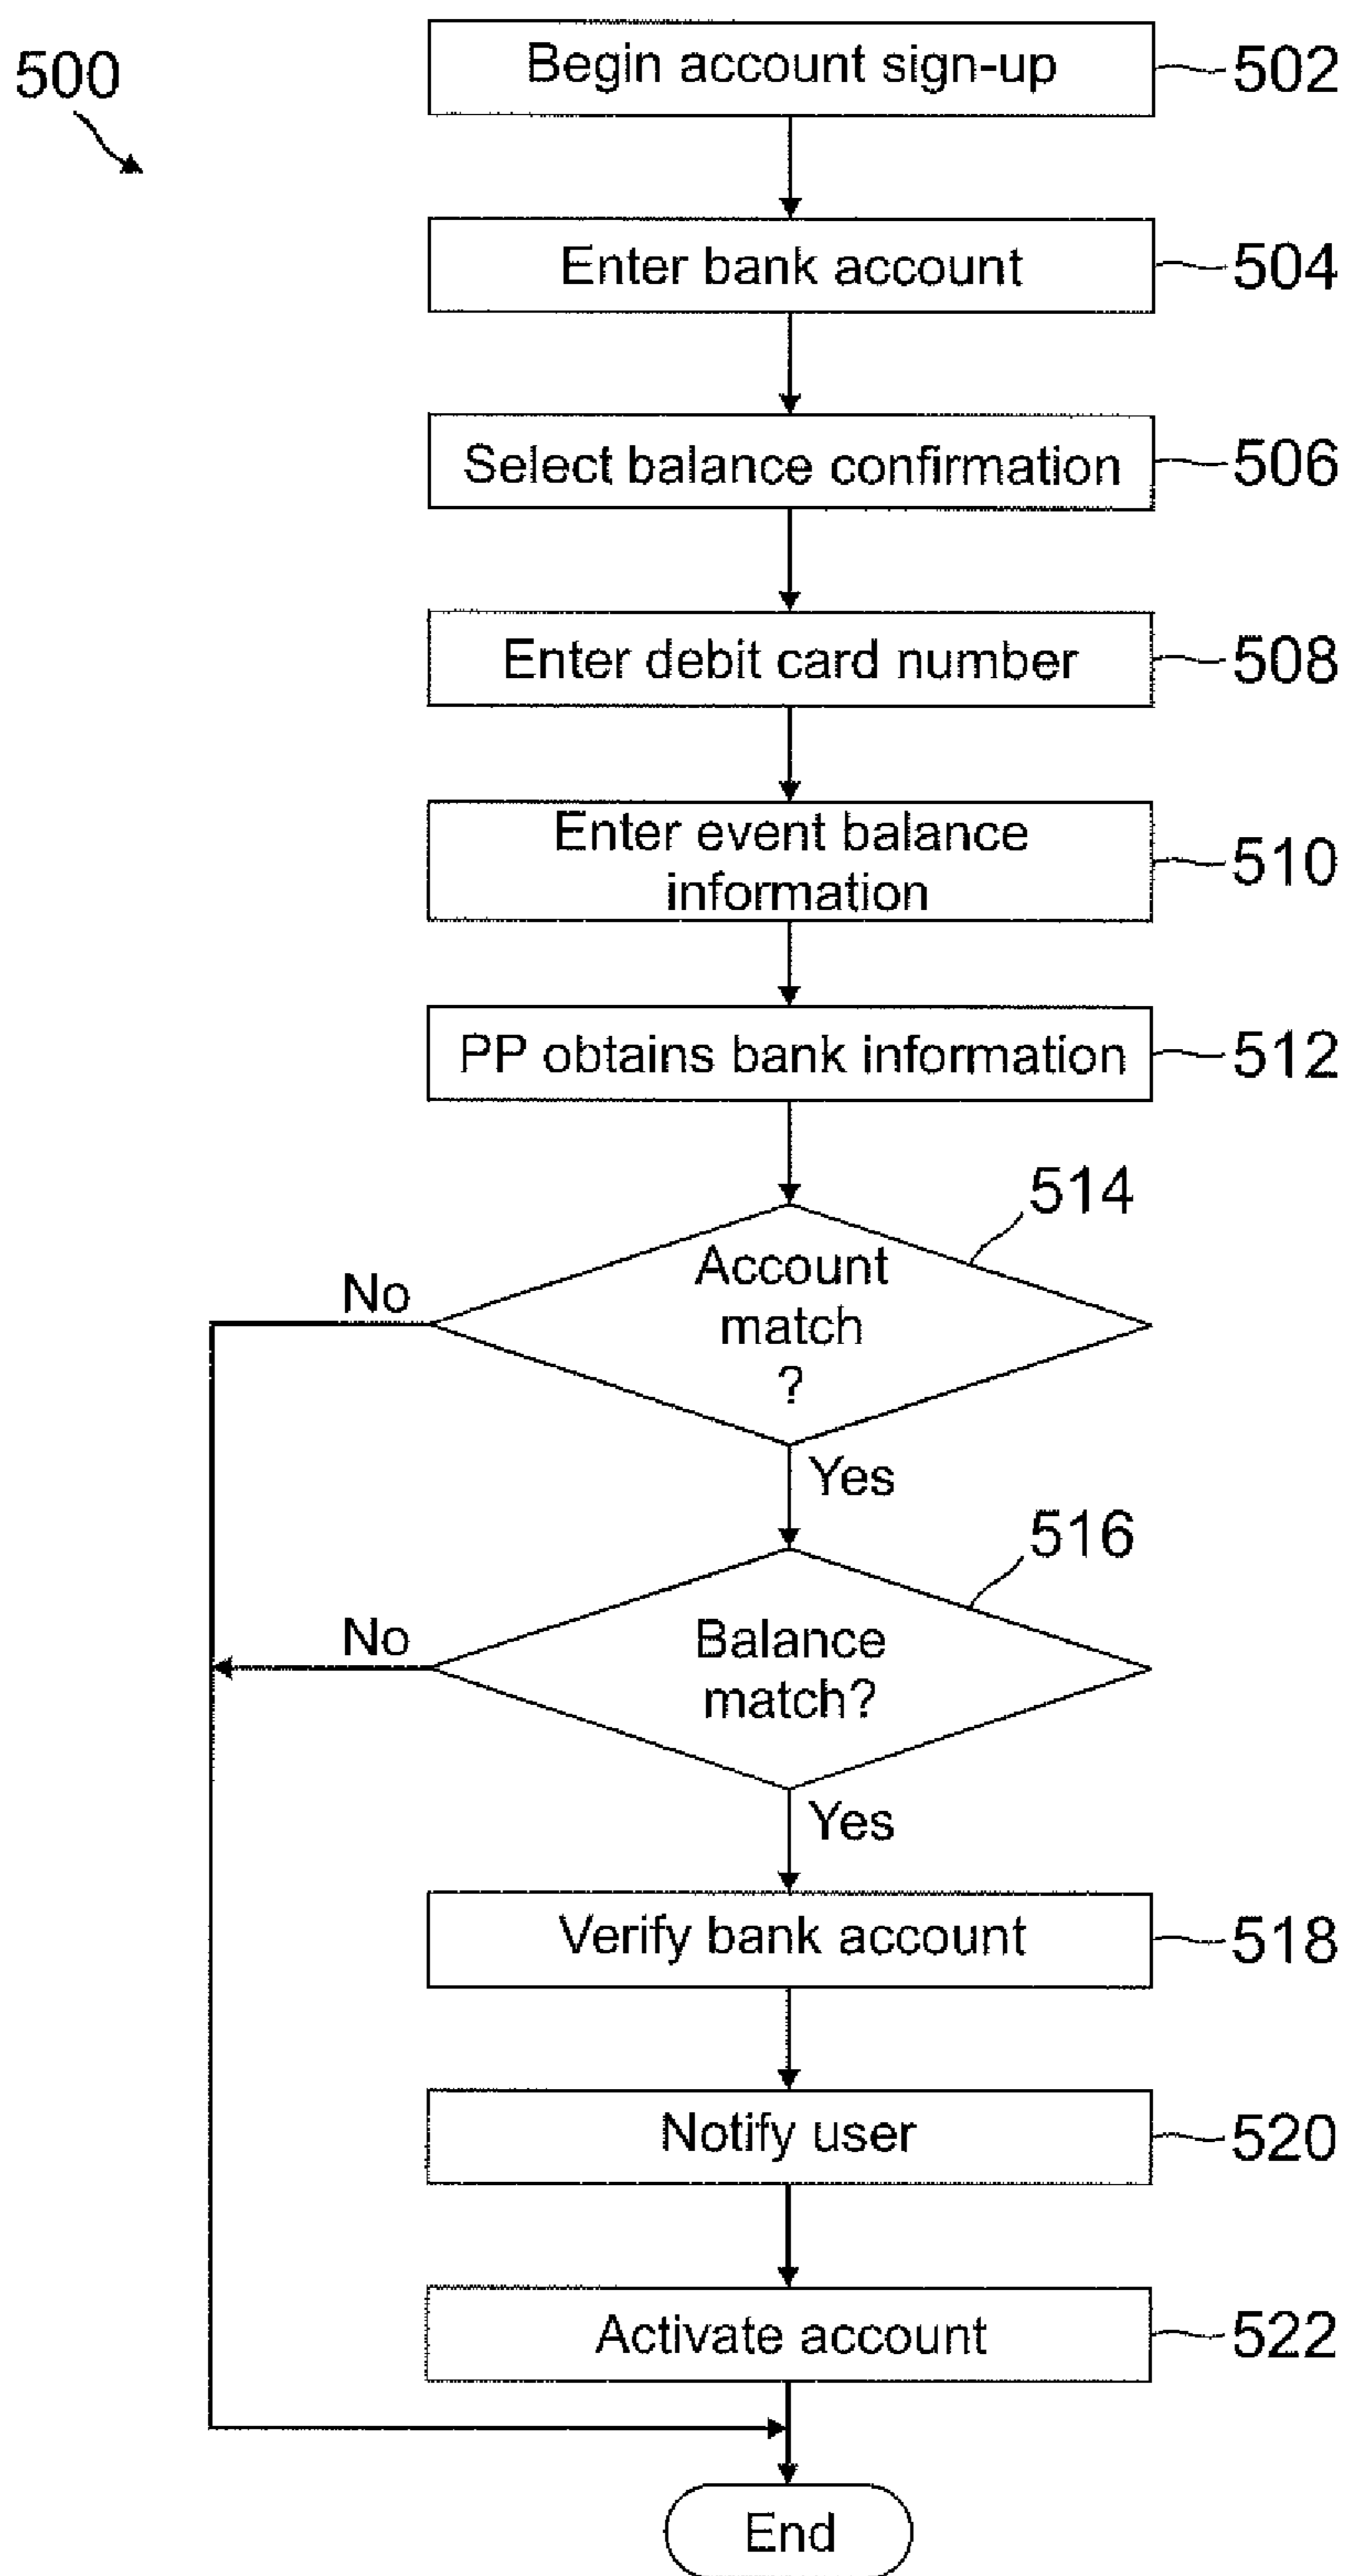 500
Begin account sign-up
502
Enter bank account
504
Select balance confirmation
506
Enter debit card number
508
Enter event balance
information
510
PP obtains bank information
512
514
Account
match
?
No
Yes
516
Balance
match?
No
Yes
Verify bank account
518
Notify user
520
Activate account
522
End